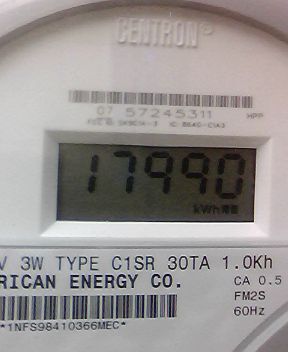 CENTRON®
07 57245311 HPP
17990
kWh
V 3W TYPE C1SR 30TA 1.0Kh
RICAN ENERGY CO. CA 0.5
FM2S
*1NFS98410366MEC* 60Hz